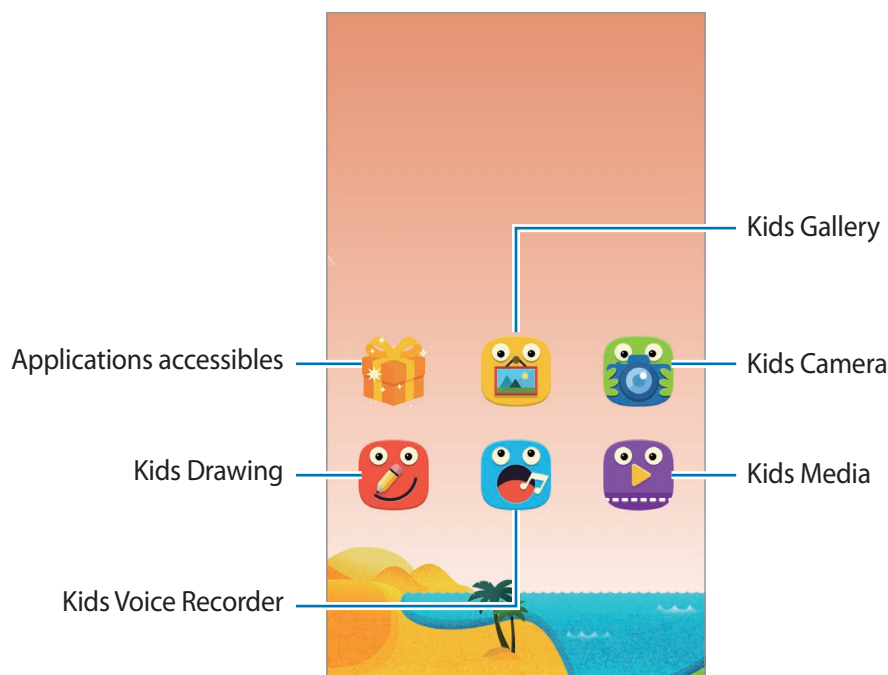 Kids Gallery
Applications accessibles
Kids Camera
Kids Drawing
Kids Media
Kids Voice Recorder